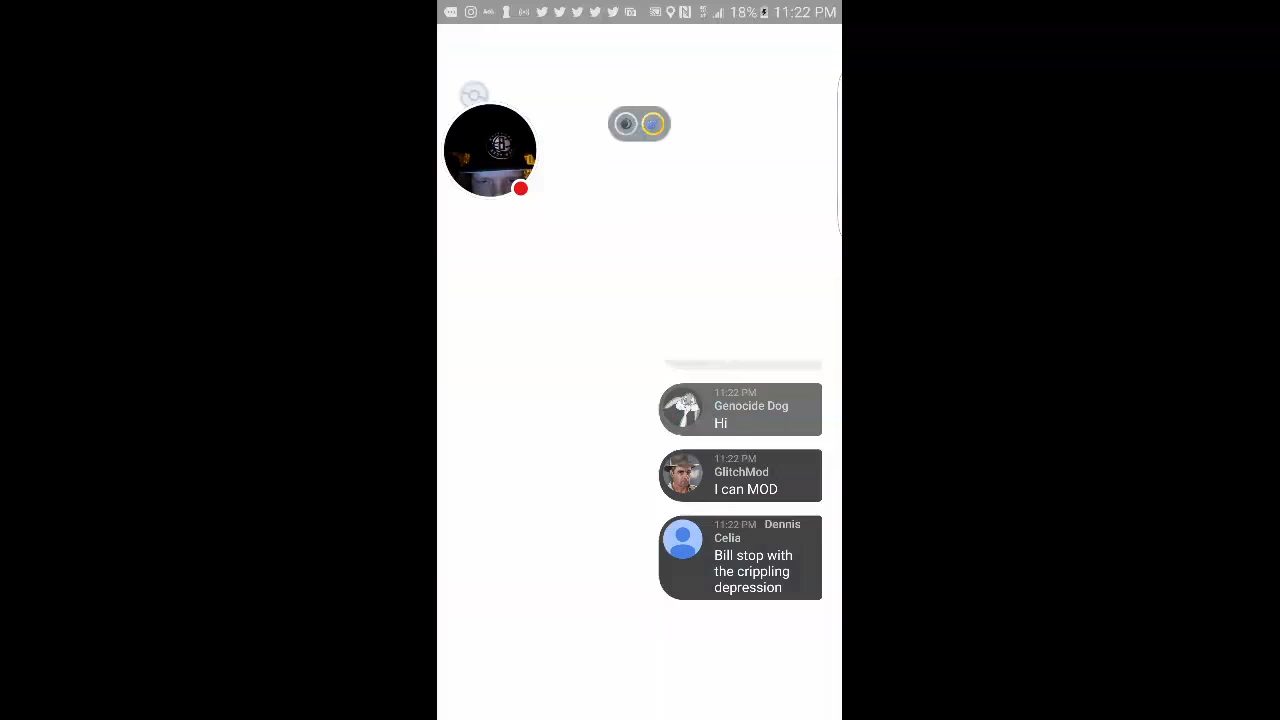 18% 11:22 PM
11:22 PM
Genocide Dog
Hi
11:22 PM
GlitchMod
I can MOD
11:22 PM Dennis
Celia
Bill stop with
the crippling
depression